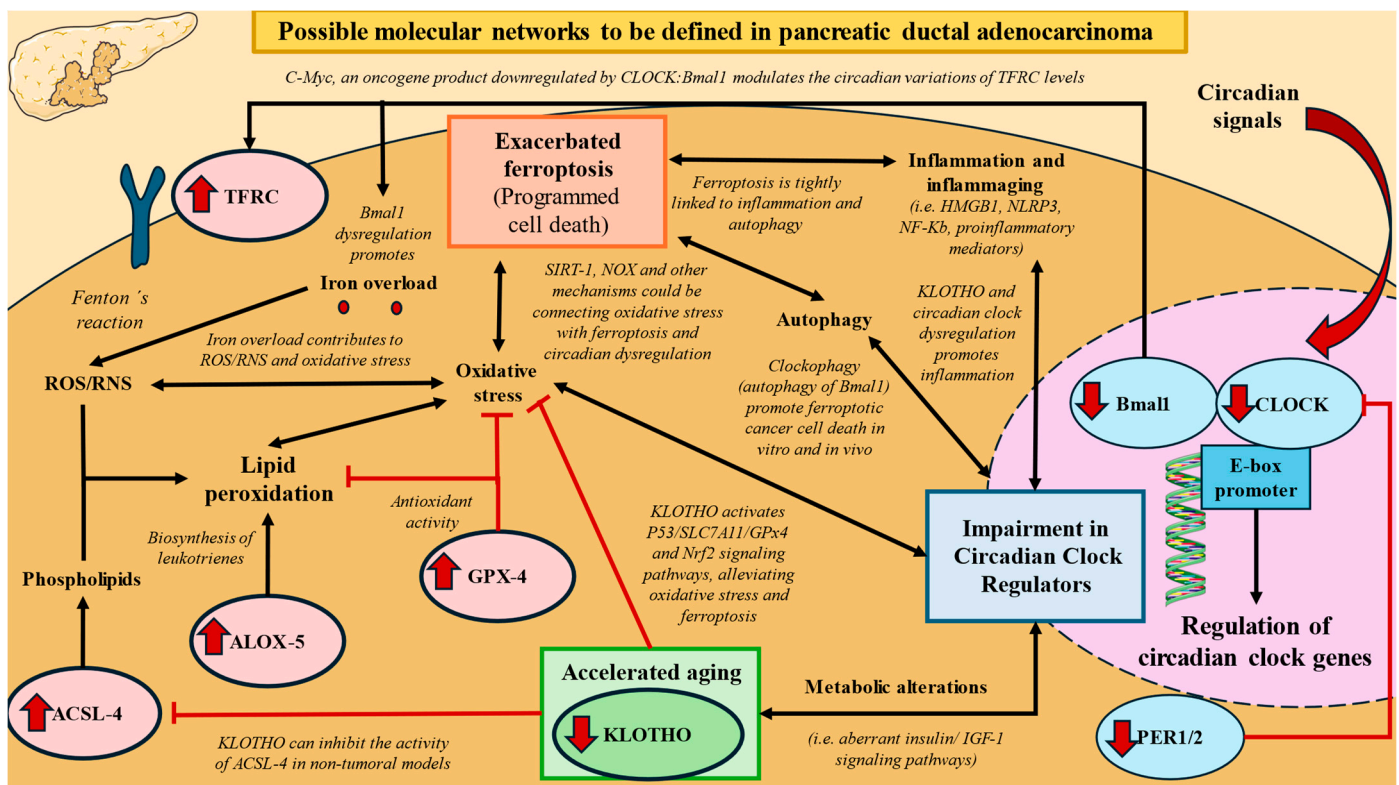 Possible molecular networks to be defined in pancreatic ductal adenocarcinoma
C-Myc, an oncogene product downregulated by CLOCK:Bmal1 modulates the circadian variations of TFRC levels
Circadian
signals
TFRC
Bmal1
dysregulation
promotes
Exacerbated
ferroptosis
(Programmed
cell death)
Ferroptosis is tightly
linked to inflammation and
autophagy
Inflammation and
inflammaging
(i.e. HMGB1, NLRP3,
NF-Kb, proinflammatory
mediators)
Fenton ´s
reaction
Iron overload
Iron overload contributes to
ROS/RNS and oxidative stress
SIRT-1, NOX and other
mechanisms could be
connecting oxidative stress
with ferroptosis and
circadian dysregulation
Autophagy
KLOTHO and
circadian clock
dysregulation
promotes
inflammation
ROS/RNS
Oxidative
stress
Clockophagy
(autophagy of Bmal1)
promote ferroptotic
cancer cell death in
vitro and in vivo
Bmal1
CLOCK
E-box
promoter
Lipid
peroxidation
Antioxidant
activity
Biosynthesis of
leukotrienes
KLOTHO activates
P53/SLC7A11/GPx4
and Nrf2 signaling
pathways, alleviating
oxidative stress and
ferroptosis
Impairment in
Circadian Clock
Regulators
Phospholipids
GPX-4
ALOX-5
Regulation of
circadian clock genes
Accelerated aging
KLOTHO
Metabolic alterations
(i.e. aberrant insulin/ IGF-1
signaling pathways)
ACSL-4
KLOTHO can inhibit the activity
of ACSL-4 in non-tumoral models
PER1/2